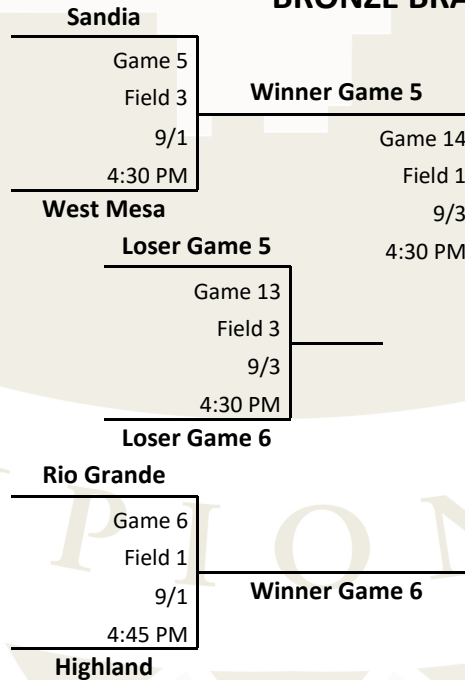 BRONZE BRA
Sandia
Game 5
Field 3
9/1
4:30 PM
West Mesa
Winner Game 5
Game 14
Field 1
9/3
4:30 PM
Loser Game 5
Game 13
Field 3
9/3
4:30 PM
Loser Game 6
Rio Grande
Game 6
Field 1
9/1
4:45 PM
Highland
Winner Game 6
P I O N